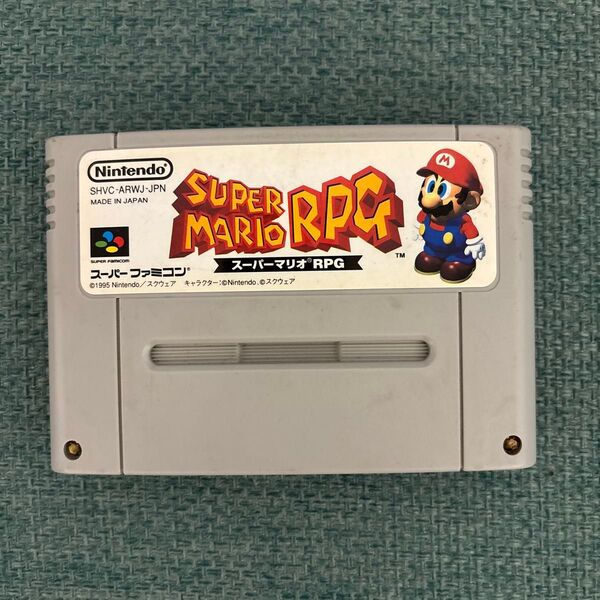 Nintendo
SHVC-ARWJ-JPN
MADE IN JAPAN
SUPER FAMICOM
スーパーファミコン
©1995 Nintendo／スクウェア キャラクター:©Nintendo.©スクウェア
SUPER
MARIO RPG
TM
スーパーマリオ® RPG
M